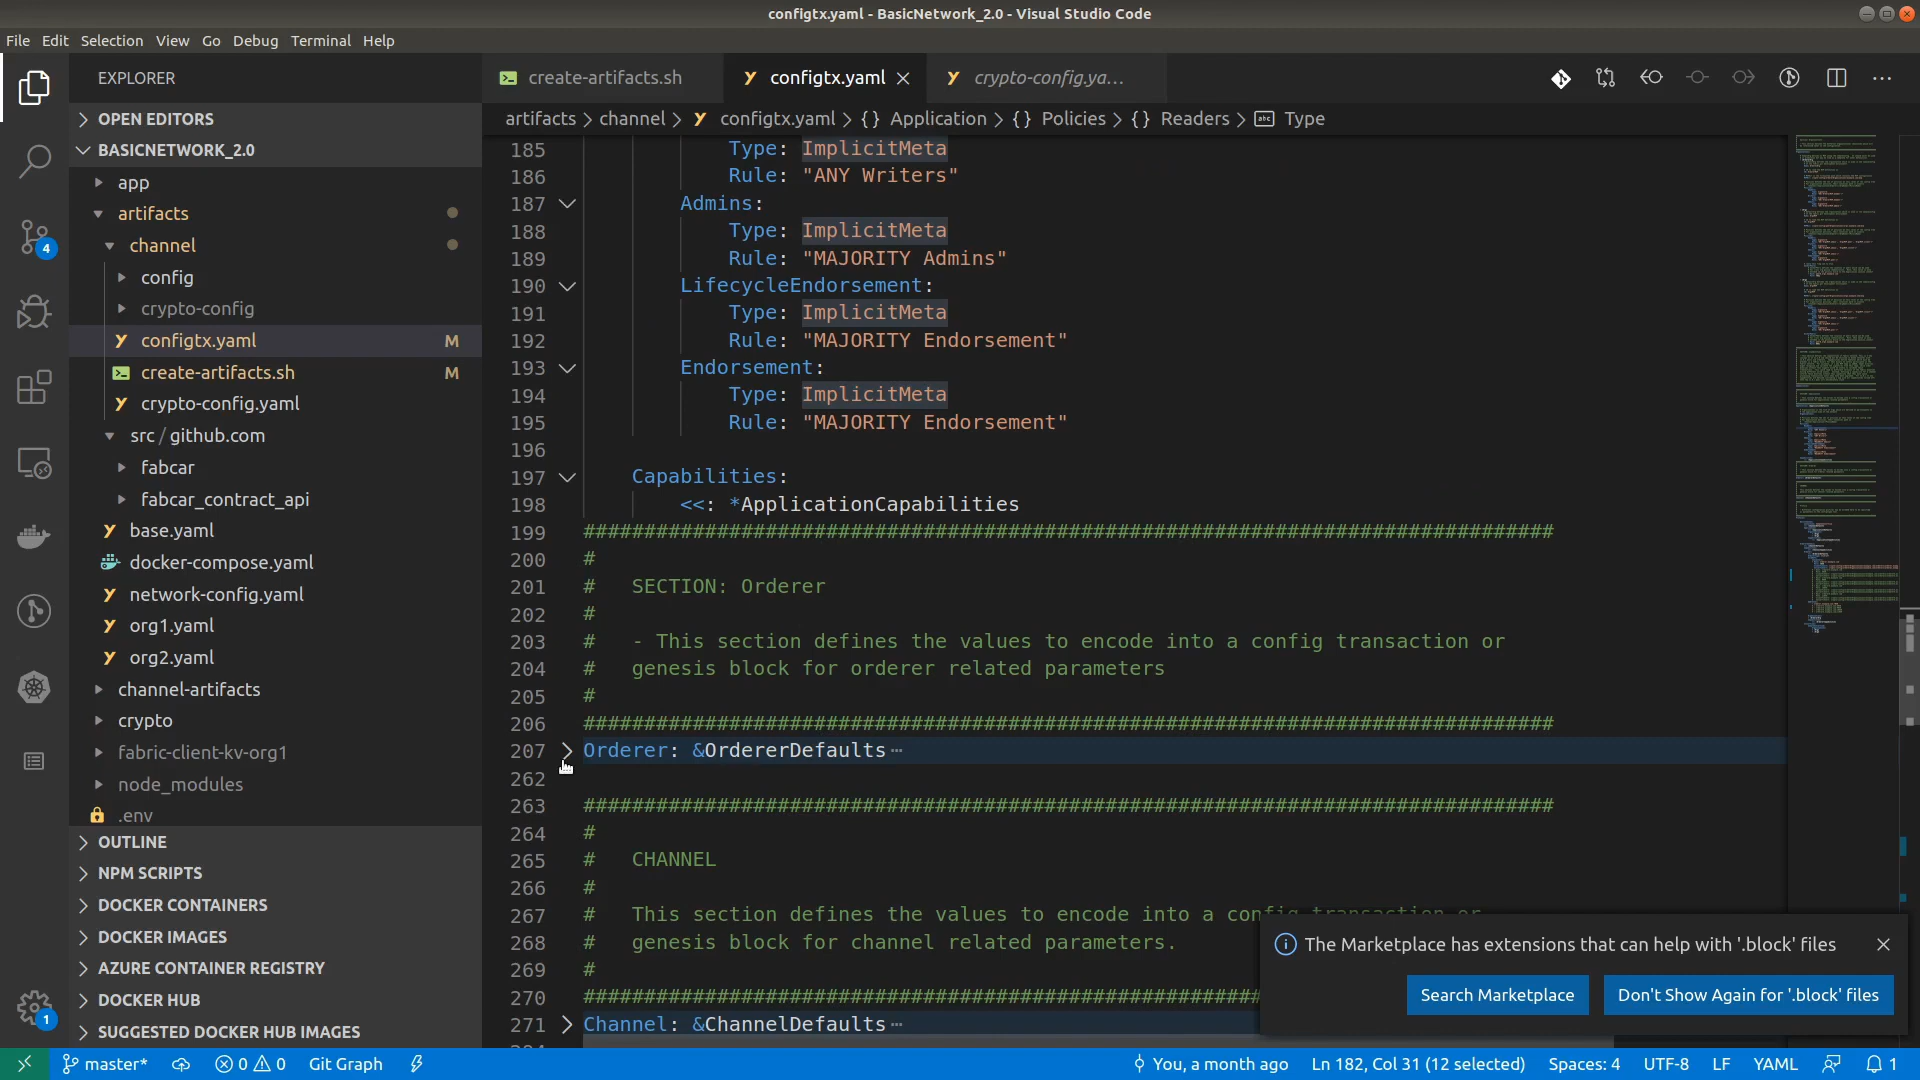 configtx.yaml - BasicNetwork_2.0 - Visual Studio Code
File Edit Selection View Go Debug Terminal Help
EXPLORER
OPEN EDITORS
BASICNETWORK_2.0
app
artifacts
channel
config
crypto-config
configtx.yaml M
create-artifacts.sh M
crypto-config.yaml
src / github.com
fabcar
fabcar_contract_api
base.yaml
docker-compose.yaml
network-config.yaml
org1.yaml
org2.yaml
channel-artifacts
crypto
fabric-client-kv-org1
node_modules
.env
OUTLINE
NPM SCRIPTS
DOCKER CONTAINERS
DOCKER IMAGES
AZURE CONTAINER REGISTRY
DOCKER HUB
SUGGESTED DOCKER HUB IMAGES
4
1
create-artifacts.sh configtx.yaml crypto-config.ya...
artifacts > channel > configtx.yaml > {} Application > {} Policies > {} Readers > abc Type
185 Type: ImplicitMeta
186 Rule: "ANY Writers"
187 Admins:
188 Type: ImplicitMeta
189 Rule: "MAJORITY Admins"
190 LifecycleEndorsement:
191 Type: ImplicitMeta
192 Rule: "MAJORITY Endorsement"
193 Endorsement:
194 Type: ImplicitMeta
195 Rule: "MAJORITY Endorsement"
196
197 Capabilities:
198 <<: *ApplicationCapabilities
199 ################################################################################
200 #
201 # SECTION: Orderer
202 #
203 # - This section defines the values to encode into a config transaction or
204 # genesis block for orderer related parameters
205 #
206 ################################################################################
207 Orderer: &OrdererDefaults ⋯
262
263 ################################################################################
264 #
265 # CHANNEL
266 #
267 # This section defines the values to encode into a config transaction or
268 # genesis block for channel related parameters.
269 #
270 ########################################################
271 Channel: &ChannelDefaults ⋯
The Marketplace has extensions that can help with '.block' files
Search Marketplace Don't Show Again for '.block' files
master* 0 0 Git Graph You, a month ago Ln 182, Col 31 (12 selected) Spaces: 4 UTF-8 LF YAML 1